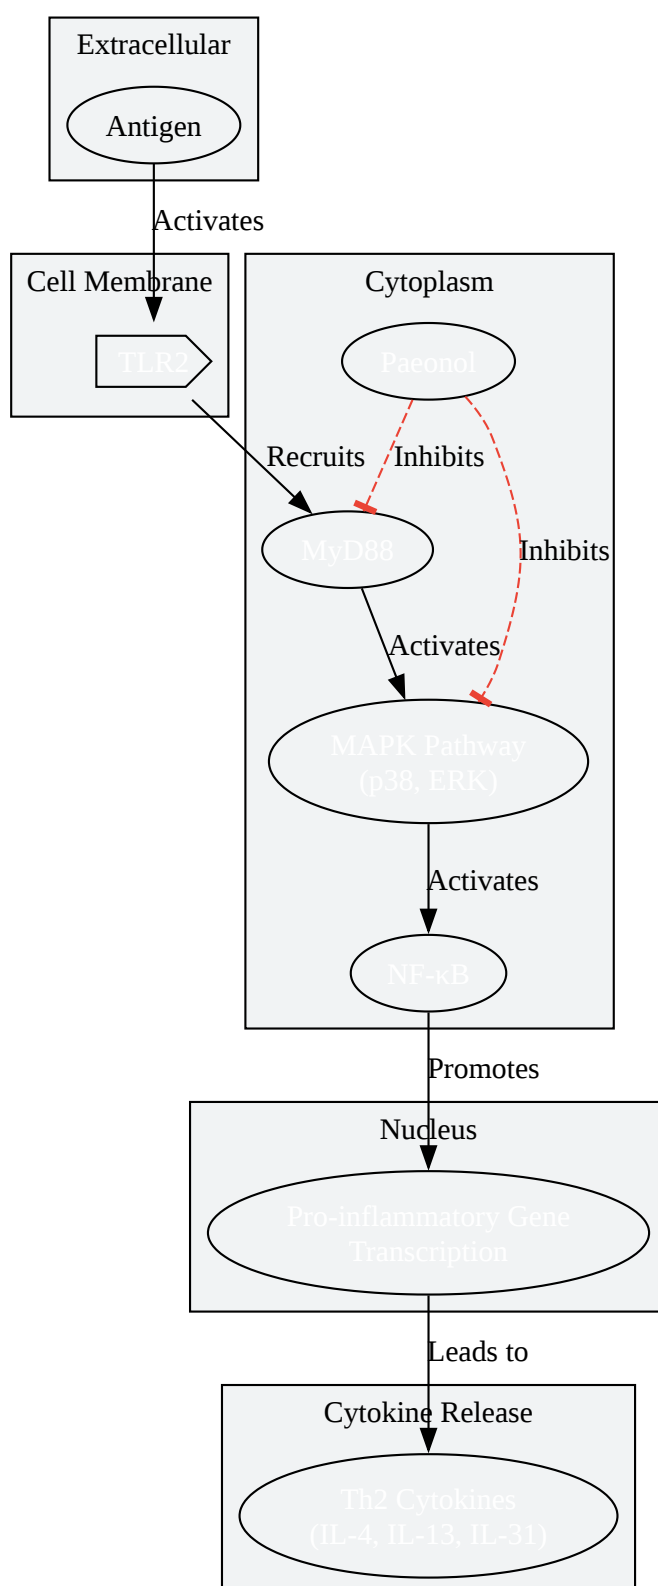 Extracellular
Antigen
Activates
Cell Membrane
Cytoplasm
TLR2
Paeonol
Recruits
Inhibits
MyD88
Inhibits
Activates
MAPK Pathway
(p38, ERK)
Activates
NF-κB
Promotes
Nucleus
Pro-inflammatory Gene
Transcription
Leads to
Cytokine Release
Th2 Cytokines
(IL-4, IL-13, IL-31)